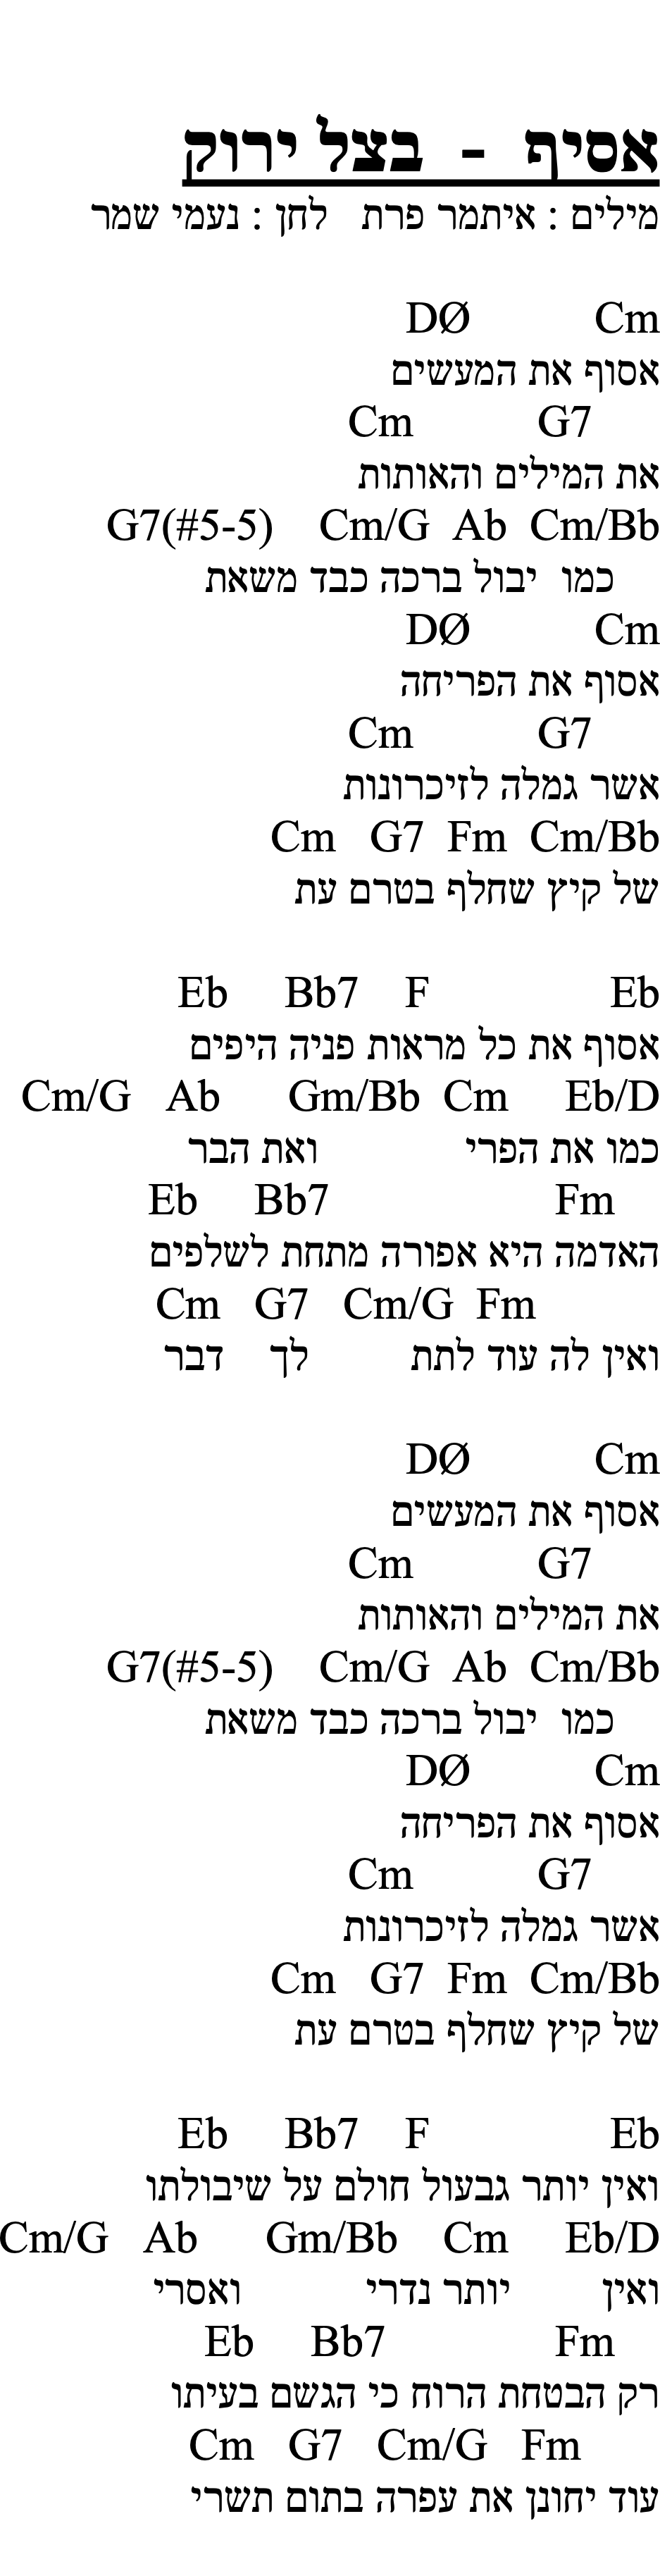 אסיף - בצל ירוק
מילים : איתמר פרת לחן : נעמי שמר
DØ Cm
אסוף את המעשים
Cm G7
את המילים והאותות
G7(#5-5) Cm/G Ab Cm/Bb
כמו יבול ברכה כבד משאת
DØ Cm
אסוף את הפריחה
Cm G7
אשר גמלה לזיכרונות
Cm G7 Fm Cm/Bb
של קיץ שחלף בטרם עת
Eb Bb7 F Eb
אסוף את כל מראות פניה היפים
Cm/G Ab Gm/Bb Cm Eb/D
כמו את הפרי ואת הבר
Eb Bb7 Fm
האדמה היא אפורה מתחת לשלפים
Cm G7 Cm/G Fm
ואין לה עוד לתת לך דבר
DØ Cm
אסוף את המעשים
Cm G7
את המילים והאותות
G7(#5-5) Cm/G Ab Cm/Bb
כמו יבול ברכה כבד משאת
DØ Cm
אסוף את הפריחה
Cm G7
אשר גמלה לזיכרונות
Cm G7 Fm Cm/Bb
של קיץ שחלף בטרם עת
Eb Bb7 F Eb
ואין יותר גבעול חולם על שיבולתו
Cm/G Ab Gm/Bb Cm Eb/D
ואין יותר נדרי ואסרי
Eb Bb7 Fm
רק הבטחת הרוח כי הגשם בעיתו
Cm G7 Cm/G Fm
עוד יחונן את עפרה בתום תשרי